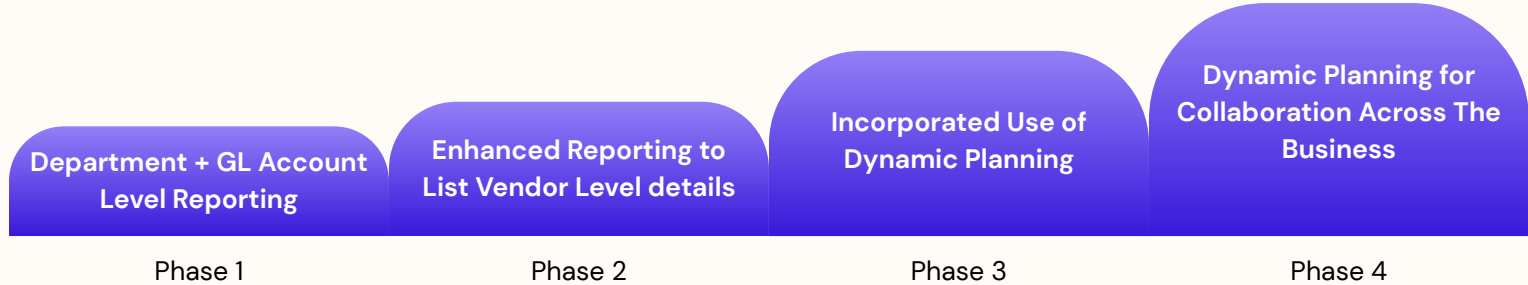 Department + GL Account
Level Reporting
Enhanced Reporting to
List Vendor Level details
Incorporated Use of
Dynamic Planning
Dynamic Planning for
Collaboration Across The
Business
Phase 1
Phase 2
Phase 3
Phase 4